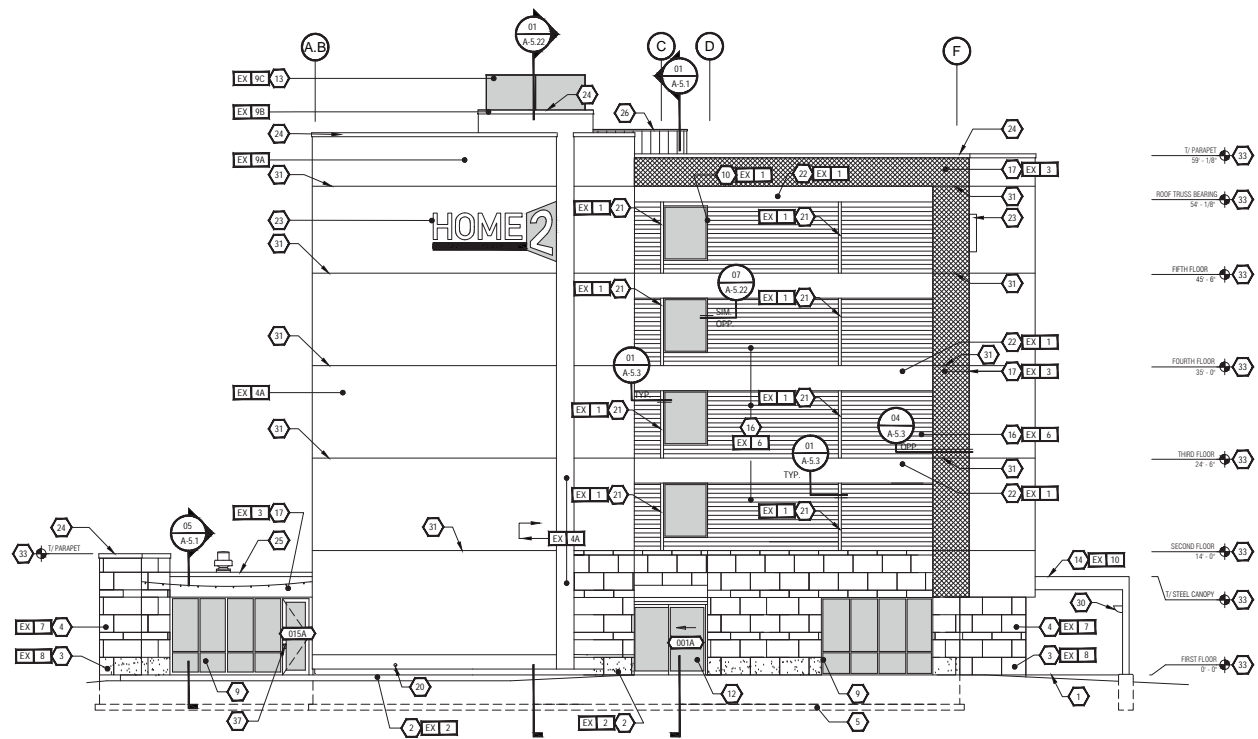 01
A-5.22
A.B
C
D
F
01
A-5.1
EX 9C 13
24
EX 9B
26
24
24
T/ PARAPET
59' - 1/8"
33
EX 9A
17 EX 3
10 EX 1
22 EX 1
31
31
ROOF TRUSS BEARING
54' - 1/8"
33
EX 1 21
EX 1 21
23
HOME2
23
31
FIFTH FLOOR
45' - 6"
33
31
07
A-5.22
EX 1 21
EX 1 21
SIM.
OPP.
31
22 EX 1
31
01
A-5.3
17 EX 3
FOURTH FLOOR
35' - 0"
33
EX 4A
TYP.
EX 1 21
EX 1 21
16
EX 6
04
A-5.3
OPP.
16 EX 6
31
01
A-5.3
TYP.
THIRD FLOOR
24' - 6"
33
31
22 EX 1
EX 1 21
EX 1 21
EX 3 17
24
05
A-5.1
25
31
EX 4A
33
T/ PARAPET
SECOND FLOOR
14' - 0"
33
14 EX 10
T/ STEEL CANOPY
33
30
EX 7 4
015A
001A
4 EX 7
EX 8 3
3 EX 8
FIRST FLOOR
0' - 0"
33
9
20
12
9
1
37
2 EX 2
EX 2 2
5